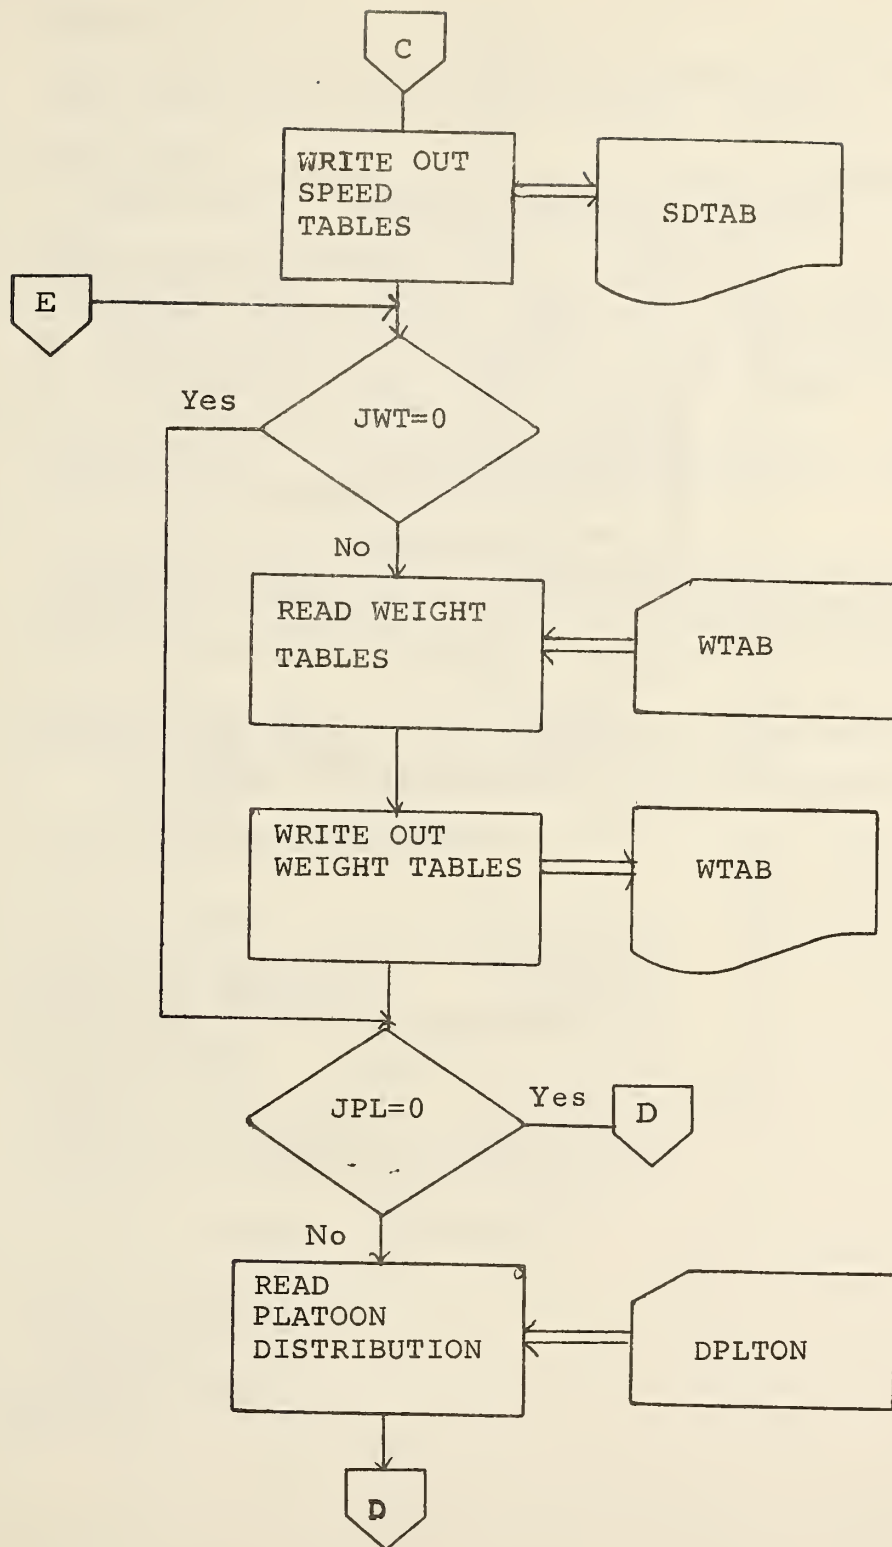 C
WRITE OUT
SPEED
TABLES
SDTAB
E
Yes
JWT=0
No
READ WEIGHT
TABLES
WTAB
WRITE OUT
WEIGHT TABLES
WTAB
JPL=0
Yes
D
No
READ
PLATOON
DISTRIBUTION
DPLTON
D